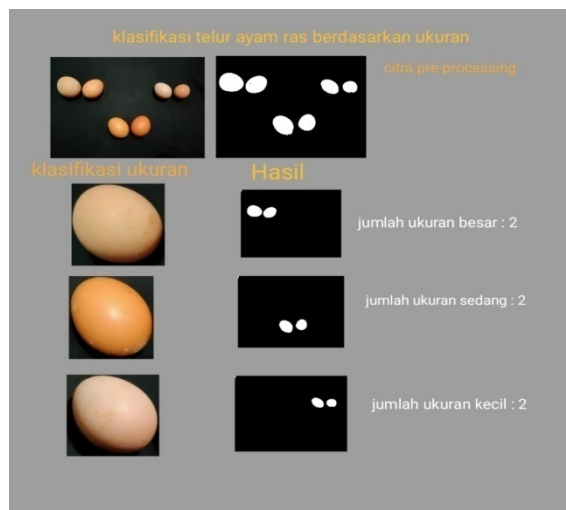 klasifikasi telur ayam ras berdasarkan ukuran
citra pre-processing
klasifikasi ukuran
Hasil
jumlah ukuran besar : 2
jumlah ukuran sedang : 2
jumlah ukuran kecil : 2